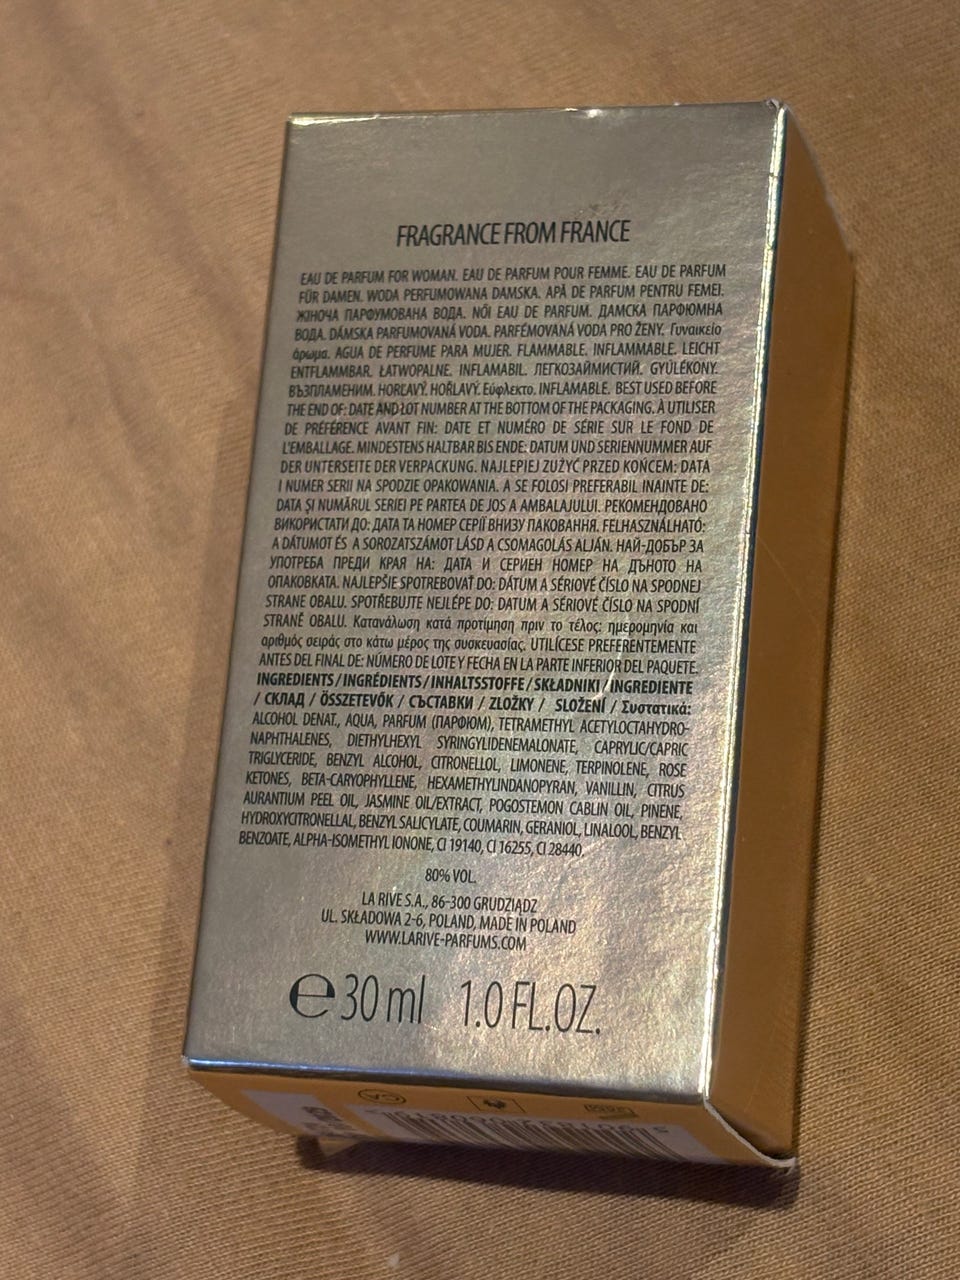 FRAGRANCE FROM FRANCE
EAU DE PARFUM FOR WOMAN. EAU DE PARFUM POUR FEMME. EAU DE PARFUM
FÜR DAMEN. WODA PERFUMOWANA DAMSKA. APĂ DE PARFUM PENTRU FEMEI.
ЖІНОЧА ПАРФУМОВАНА ВОДА. NŐI EAU DE PARFUM. ДАМСКА ПАРФЮМНА
ВОДА. DÁMSKA PARFUMOVANÁ VODA. PARFÉMOVANÁ VODA PRO ŽENY. Γυναικείο
άρωμα. AGUA DE PERFUME PARA MUJER. FLAMMABLE. INFLAMMABLE. LEICHT
ENTFLAMMBAR. ŁATWOPALNE. INFLAMABIL. ЛЕГКОЗАЙМИСТИЙ. GYÚLÉKONY.
ВЪЗПЛАМЕНИМ. HORĽAVÝ. HOŘLAVÝ. Εύφλεκτο. INFLAMABLE. BEST USED BEFORE
THE END OF: DATE AND LOT NUMBER AT THE BOTTOM OF THE PACKAGING. À UTILISER
DE PRÉFÉRENCE AVANT FIN: DATE ET NUMÉRO DE SÉRIE SUR LE FOND DE
L'EMBALLAGE. MINDESTENS HALTBAR BIS ENDE: DATUM UND SERIENNUMMER AUF
DER UNTERSEITE DER VERPACKUNG. NAJLEPIEJ ZUŻYĆ PRZED KOŃCEM: DATA
I NUMER SERII NA SPODZIE OPAKOWANIA. A SE FOLOSI PREFERABIL INAINTE DE:
DATA ȘI NUMĂRUL SERIEI PE PARTEA DE JOS A AMBALAJULUI. РЕКОМЕНДОВАНО
ВИКОРИСТАТИ ДО: ДАТА ТА НОМЕР СЕРІЇ ВНИЗУ ПАКОВАННЯ. FELHASZNÁLHATÓ:
A DÁTUMOT ÉS A SOROZATSZÁMOT LÁSD A CSOMAGOLÁS ALJÁN. НАЙ-ДОБЪР ЗА
УПОТРЕБА ПРЕДИ КРАЯ НА: ДАТА И СЕРИЕН НОМЕР НА ДЪНОТО НА
ОПАКОВКАТА. NAJLEPŠIE SPOTREBOVAŤ DO: DÁTUM A SÉRIOVÉ ČÍSLO NA SPODNEJ
STRANE OBALU. SPOTŘEBUJTE NEJLÉPE DO: DATUM A SÉRIOVÉ ČÍSLO NA SPODNÍ
STRANĚ OBALU. Κατανάλωση κατά προτίμηση πριν το τέλος: ημερομηνία και
αριθμός σειράς στο κάτω μέρος της συσκευασίας. UTILÍCESE PREFERENTEMENTE
ANTES DEL FINAL DE: NÚMERO DE LOTE Y FECHA EN LA PARTE INFERIOR DEL PAQUETE.
INGREDIENTS / INGRÉDIENTS / INHALTSSTOFFE / SKŁADNIKI / INGREDIENTE
/ СКЛАД / ÖSSZETEVŐK / СЪСТАВКИ / ZLOŽKY / SLOŽENÍ / Συστατικά:
ALCOHOL DENAT., AQUA, PARFUM (ПАРФЮМ), TETRAMETHYL ACETYLOCTAHYDRO-
NAPHTHALENES, DIETHYLHEXYL SYRINGYLIDENEMALONATE, CAPRYLIC/CAPRIC
TRIGLYCERIDE, BENZYL ALCOHOL, CITRONELLOL, LIMONENE, TERPINOLENE, ROSE
KETONES, BETA-CARYOPHYLLENE, HEXAMETHYLINDANOPYRAN, VANILLIN, CITRUS
AURANTIUM PEEL OIL, JASMINE OIL/EXTRACT, POGOSTEMON CABLIN OIL, PINENE,
HYDROXYCITRONELLAL, BENZYL SALICYLATE, COUMARIN, GERANIOL, LINALOOL, BENZYL
BENZOATE, ALPHA-ISOMETHYL IONONE, CI 19140, CI 16255, CI 28440.
80% VOL.
LA RIVE S.A., 86-300 GRUDZIĄDZ
UL. SKŁADOWA 2-6, POLAND, MADE IN POLAND
WWW.LARIVE-PARFUMS.COM
℮ 30 ml 1.0 FL.OZ.